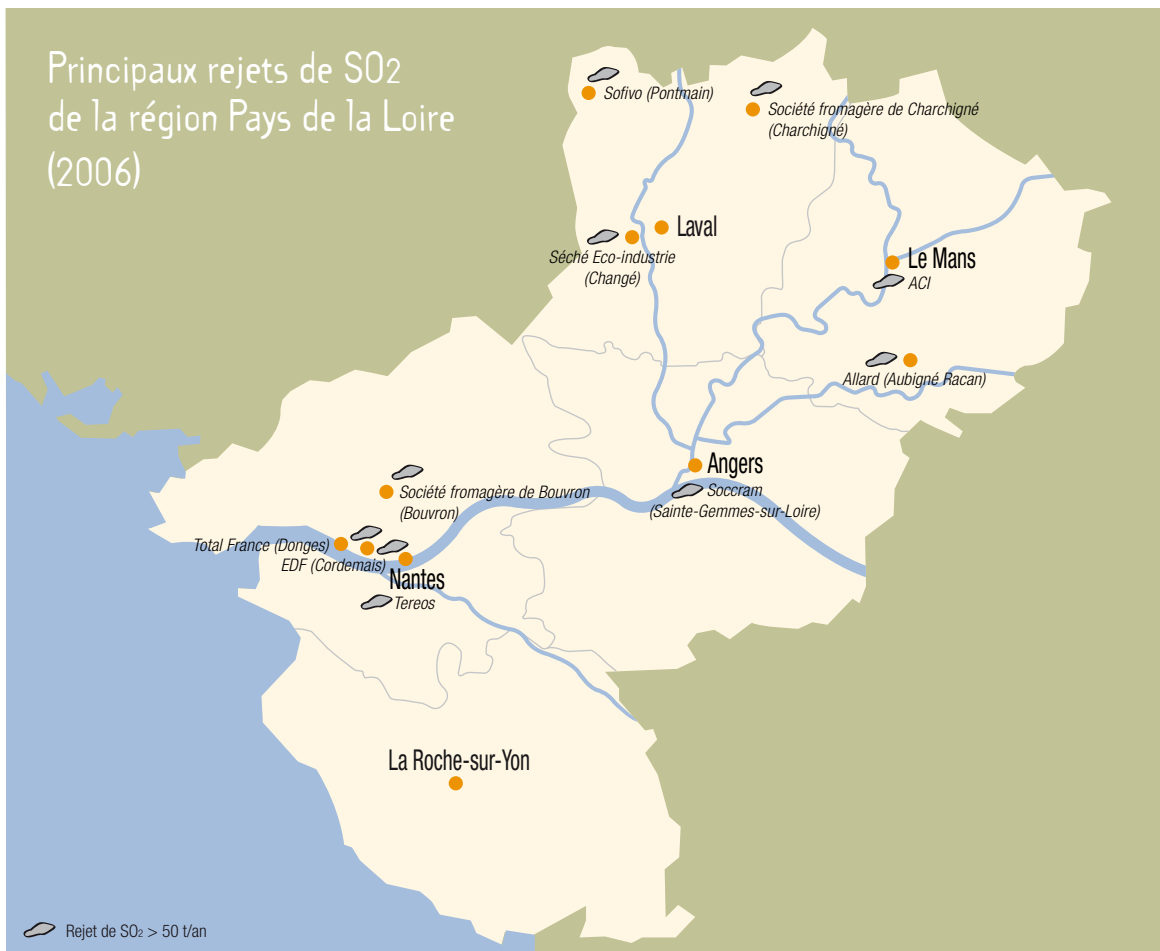 Principaux rejets de SO2
de la région Pays de la Loire
(2006)
Sofivo (Pontmain)
Société fromagère de Charchigné
(Charchigné)
Laval
Séché Eco-industrie
(Changé)
Le Mans
ACI
Allard (Aubigné Racan)
Angers
Soccram
(Sainte-Gemmes-sur-Loire)
Société fromagère de Bouvron
(Bouvron)
Total France (Donges)
EDF (Cordemais)
Nantes
Tereos
La Roche-sur-Yon
Rejet de SO2 > 50 t/an